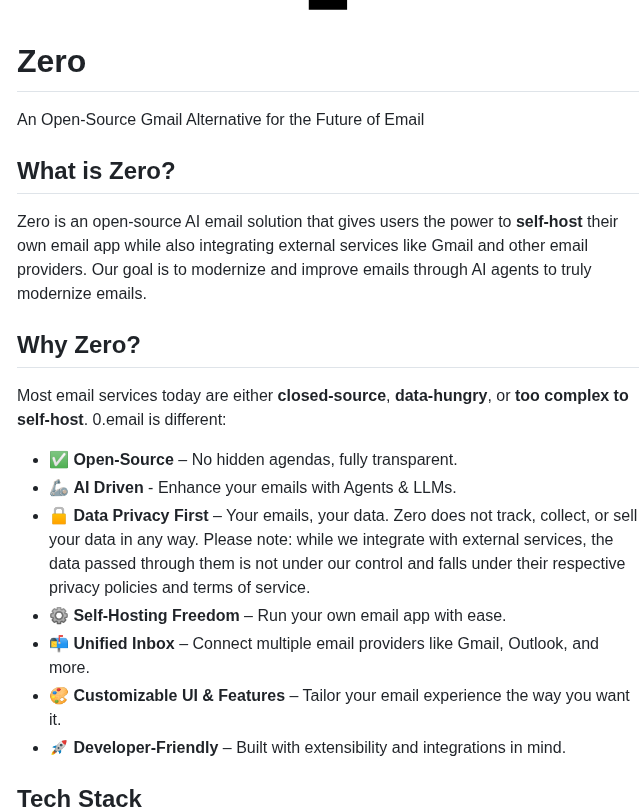 Zero
An Open-Source Gmail Alternative for the Future of Email
What is Zero?
Zero is an open-source AI email solution that gives users the power to self-host their
own email app while also integrating external services like Gmail and other email
providers. Our goal is to modernize and improve emails through AI agents to truly
modernize emails.
Why Zero?
Most email services today are either closed-source, data-hungry, or too complex to
self-host. 0.email is different:
• ✅ Open-Source – No hidden agendas, fully transparent.
• 🦾 AI Driven - Enhance your emails with Agents & LLMs.
• 🔒 Data Privacy First – Your emails, your data. Zero does not track, collect, or sell
your data in any way. Please note: while we integrate with external services, the
data passed through them is not under our control and falls under their respective
privacy policies and terms of service.
• ⚙️ Self-Hosting Freedom – Run your own email app with ease.
• 📬 Unified Inbox – Connect multiple email providers like Gmail, Outlook, and
more.
• 🎨 Customizable UI & Features – Tailor your email experience the way you want
it.
• 🚀 Developer-Friendly – Built with extensibility and integrations in mind.
Tech Stack